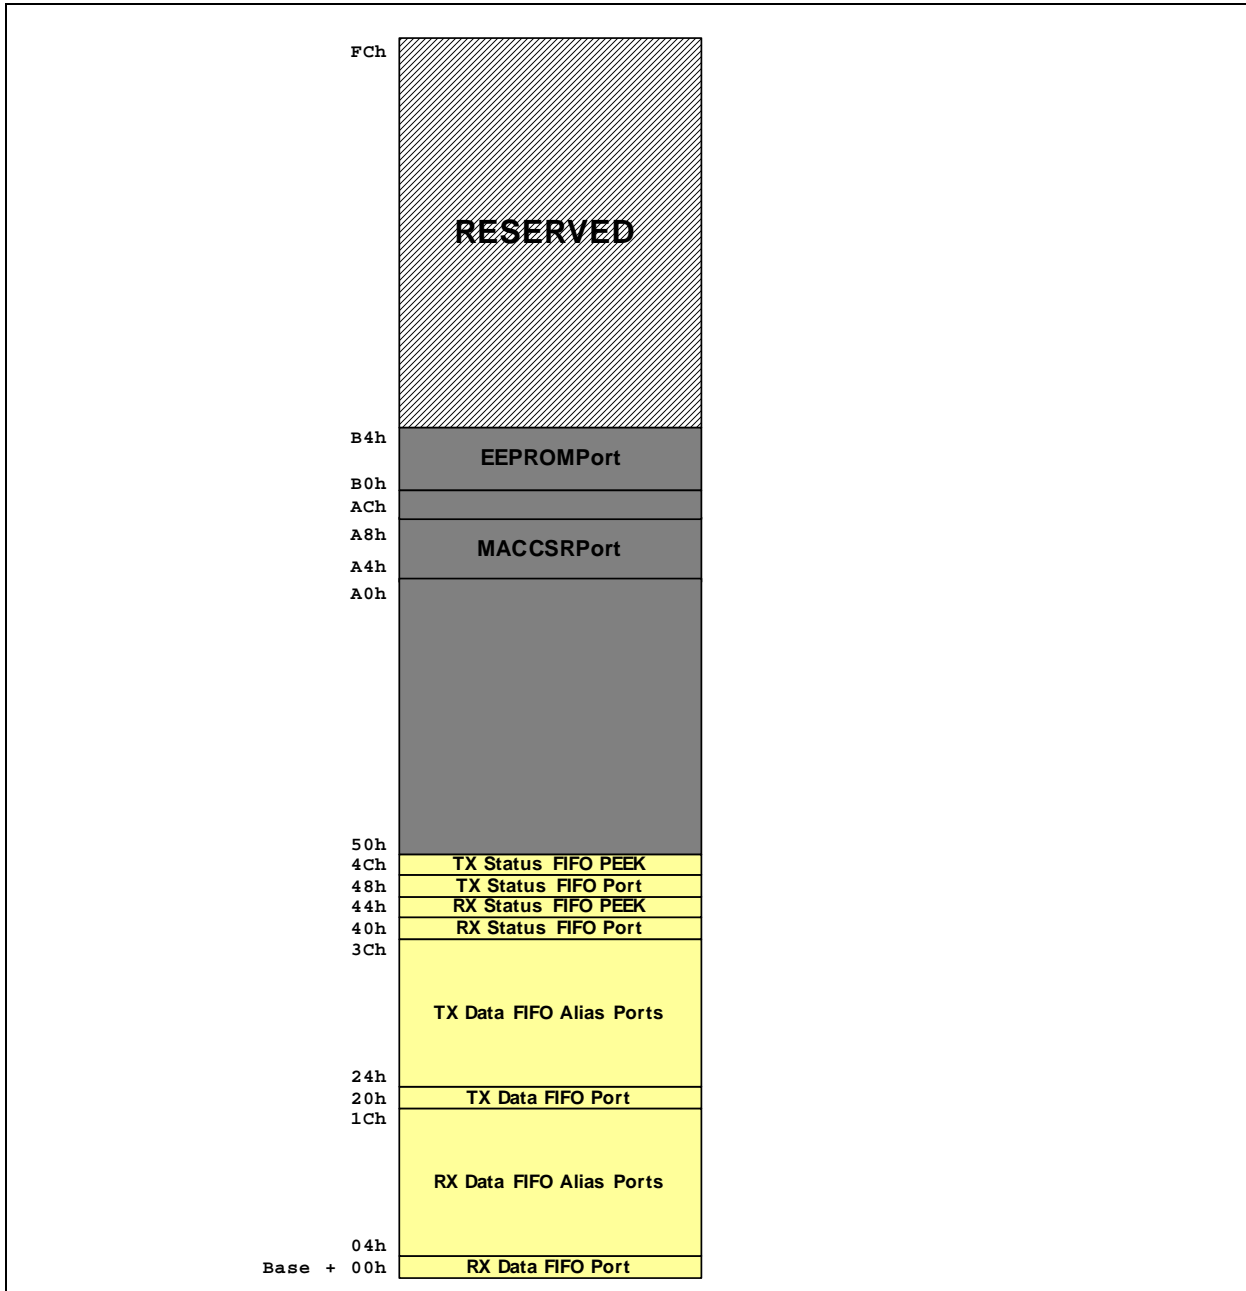 FCh
RESERVED
B4h
EEPROMPort
B0h
ACh
A8h
MACCSRPort
A4h
A0h
50h
4Ch TX Status FIFO PEEK
48h TX Status FIFO Port
44h RX Status FIFO PEEK
40h RX Status FIFO Port
3Ch
TX Data FIFO Alias Ports
24h
20h TX Data FIFO Port
1Ch
RX Data FIFO Alias Ports
04h
Base + 00h RX Data FIFO Port